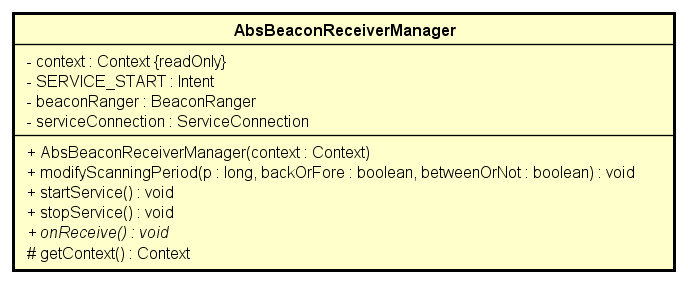 AbsBeaconReceiverManager
- context : Context {readOnly}
- SERVICE_START : Intent
- beaconRanger : BeaconRanger
- serviceConnection : ServiceConnection
+ AbsBeaconReceiverManager(context : Context)
+ modifyScanningPeriod(p : long, backOrFore : boolean, betweenOrNot : boolean) : void
+ startService() : void
+ stopService() : void
+ onReceive() : void
# getContext() : Context